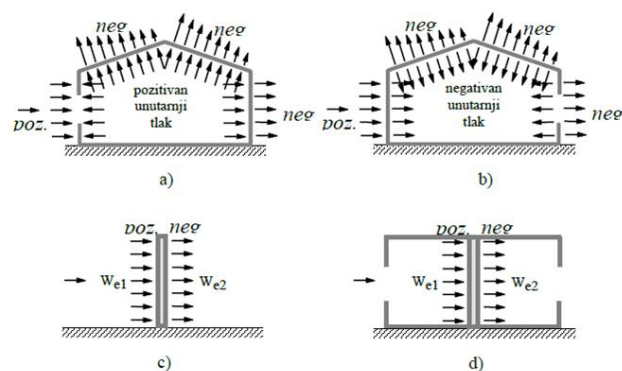 neg
neg
pozitivan
unutarnji
tlak
poz.
neg
a)
neg
neg
negativan
unutarnji
tlak
poz.
neg
b)
poz.
neg
We1
We2
c)
poz.
neg
We1
We2
d)